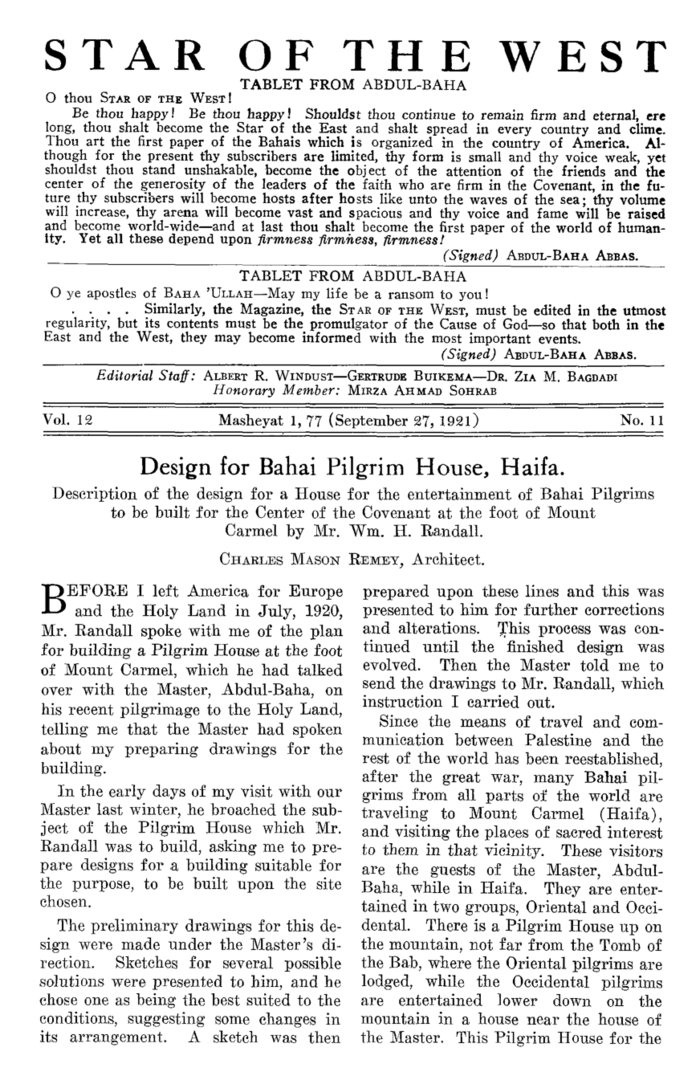 STAR OF THE WEST
TABLET FROM ABDUL-BAHA
O thou STAR OF THE WEST!
Be thou happy! Be thou happy! Shouldst thou continue to remain firm and eternal, ere
long, thou shalt become the Star of the East and shalt spread in every country and clime.
Thou art the first paper of the Bahais which is organized in the country of America. Al-
though for the present thy subscribers are limited, thy form is small and thy voice weak, yet
shouldst thou stand unshakable, become the object of the attention of the friends and the
center of the generosity of the leaders of the faith who are firm in the Covenant, in the fu-
ture thy subscribers will become hosts after hosts like unto the waves of the sea; thy volume
will increase, thy arena will become vast and spacious and thy voice and fame will be raised
and become world-wide—and at last thou shalt become the first paper of the world of human-
ity. Yet all these depend upon firmness firmness, firmness!
(Signed) ABDUL-BAHA ABBAS.
TABLET FROM ABDUL-BAHA
O ye apostles of BAHA 'ULLAH—May my life be a ransom to you!
. . . . Similarly, the Magazine, the STAR OF THE WEST, must be edited in the utmost
regularity, but its contents must be the promulgator of the Cause of God—so that both in the
East and the West, they may become informed with the most important events.
(Signed) ABDUL-BAHA ABBAS.
Editorial Staff: ALBERT R. WINDUST—GERTRUDE BUIKEMA—DR. ZIA M. BAGDADI
Honorary Member: MIRZA AHMAD SOHRAB
Vol. 12 Masheyat 1, 77 (September 27, 1921) No. 11
Design for Bahai Pilgrim House, Haifa.
Description of the design for a House for the entertainment of Bahai Pilgrims
to be built for the Center of the Covenant at the foot of Mount
Carmel by Mr. Wm. H. Randall.
CHARLES MASON REMEY, Architect.
BEFORE I left America for Europe
and the Holy Land in July, 1920,
Mr. Randall spoke with me of the plan
for building a Pilgrim House at the foot
of Mount Carmel, which he had talked
over with the Master, Abdul-Baha, on
his recent pilgrimage to the Holy Land,
telling me that the Master had spoken
about my preparing drawings for the
building.
In the early days of my visit with our
Master last winter, he broached the sub-
ject of the Pilgrim House which Mr.
Randall was to build, asking me to pre-
pare designs for a building suitable for
the purpose, to be built upon the site
chosen.
The preliminary drawings for this de-
sign were made under the Master's di-
rection. Sketches for several possible
solutions were presented to him, and he
chose one as being the best suited to the
conditions, suggesting some changes in
its arrangement. A sketch was then
prepared upon these lines and this was
presented to him for further corrections
and alterations. This process was con-
tinued until the finished design was
evolved. Then the Master told me to
send the drawings to Mr. Randall, which
instruction I carried out.
Since the means of travel and com-
munication between Palestine and the
rest of the world has been reestablished,
after the great war, many Bahai pil-
grims from all parts of the world are
traveling to Mount Carmel (Haifa),
and visiting the places of sacred interest
to them in that vicinity. These visitors
are the guests of the Master, Abdul-
Baha, while in Haifa. They are enter-
tained in two groups, Oriental and Occi-
dental. There is a Pilgrim House up on
the mountain, not far from the Tomb of
the Bab, where the Oriental pilgrims are
lodged, while the Occidental pilgrims
are entertained lower down on the
mountain in a house near the house of
the Master. This Pilgrim House for the